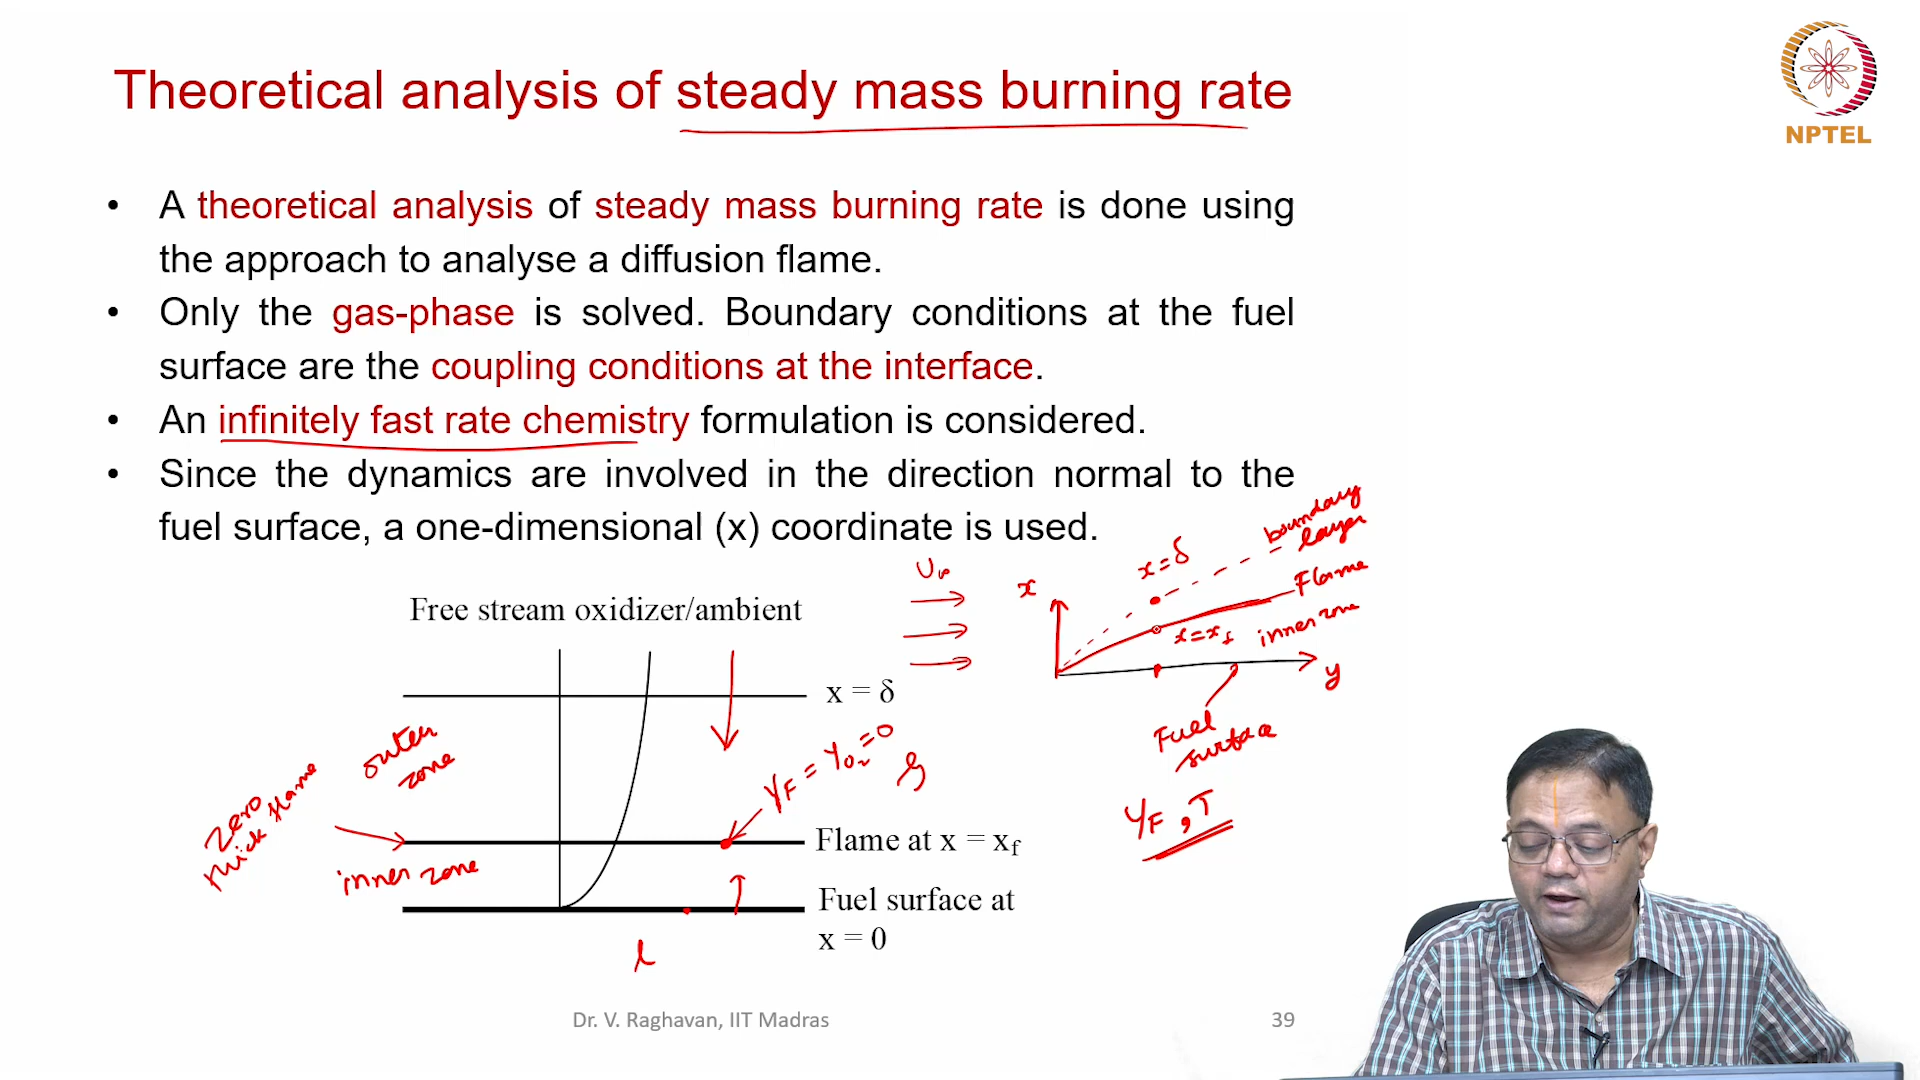 Theoretical analysis of steady mass burning rate
NPTEL
• A theoretical analysis of steady mass burning rate is done using
the approach to analyse a diffusion flame.
• Only the gas-phase is solved. Boundary conditions at the fuel
surface are the coupling conditions at the interface.
• An infinitely fast rate chemistry formulation is considered.
• Since the dynamics are involved in the direction normal to the
fuel surface, a one-dimensional (x) coordinate is used.
boundary
layer
x=δ
U∞
x
Flame
Free stream oxidizer/ambient
x=xf
inner zone
y
x = δ
Fuel
surface
outer
zone
YF = YO2 = 0
g
YF, T
zero
thick flame
Flame at x = xf
inner zone
Fuel surface at
x = 0
l
Dr. V. Raghavan, IIT Madras
39